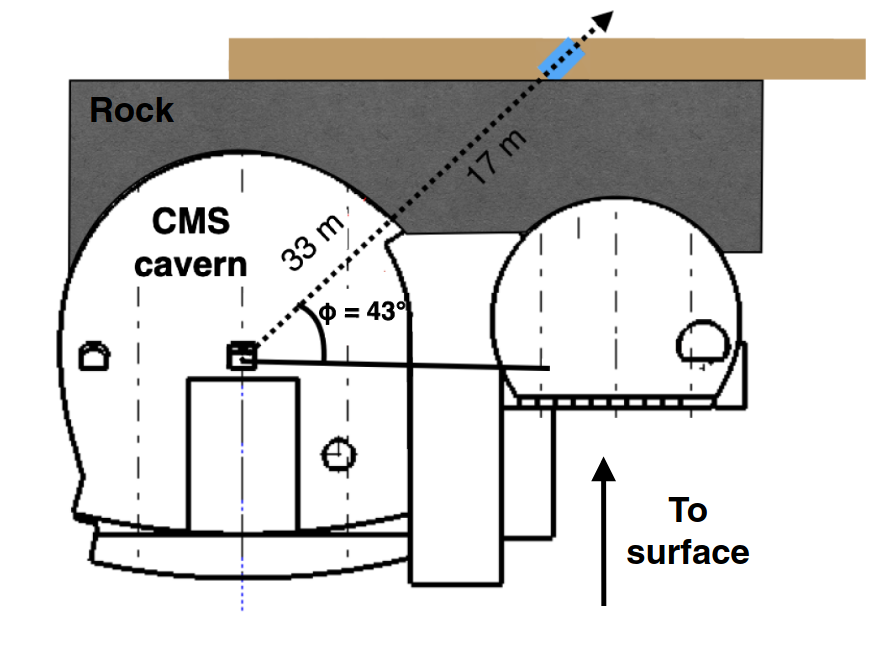 Rock
17 m
CMS
cavern
33 m
ϕ = 43°
To
surface